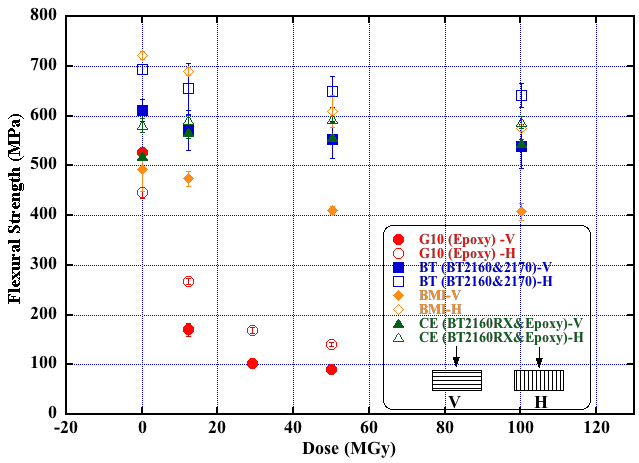 800
700
600
500
400
300
200
100
0
Flexural Strength (MPa)
G10 (Epoxy) -V
G10 (Epoxy) -H
BT (BT2160&2170)-V
BT (BT2160&2170)-H
BMI-V
BMI-H
CE (BT2160RX&Epoxy)-V
CE (BT2160RX&Epoxy)-H
V H
-20 0 20 40 60 80 100 120
Dose (MGy)